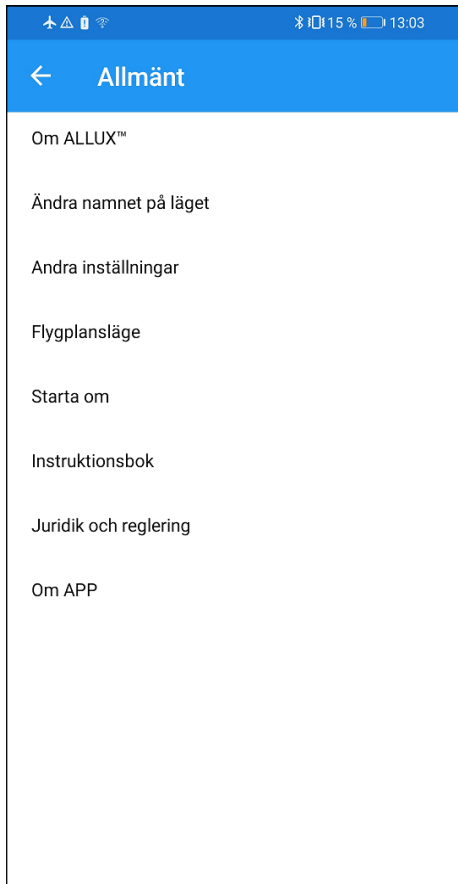 15 % 13:03
Allmänt
Om ALLUX™
Ändra namnet på läget
Andra inställningar
Flygplansläge
Starta om
Instruktionsbok
Juridik och reglering
Om APP